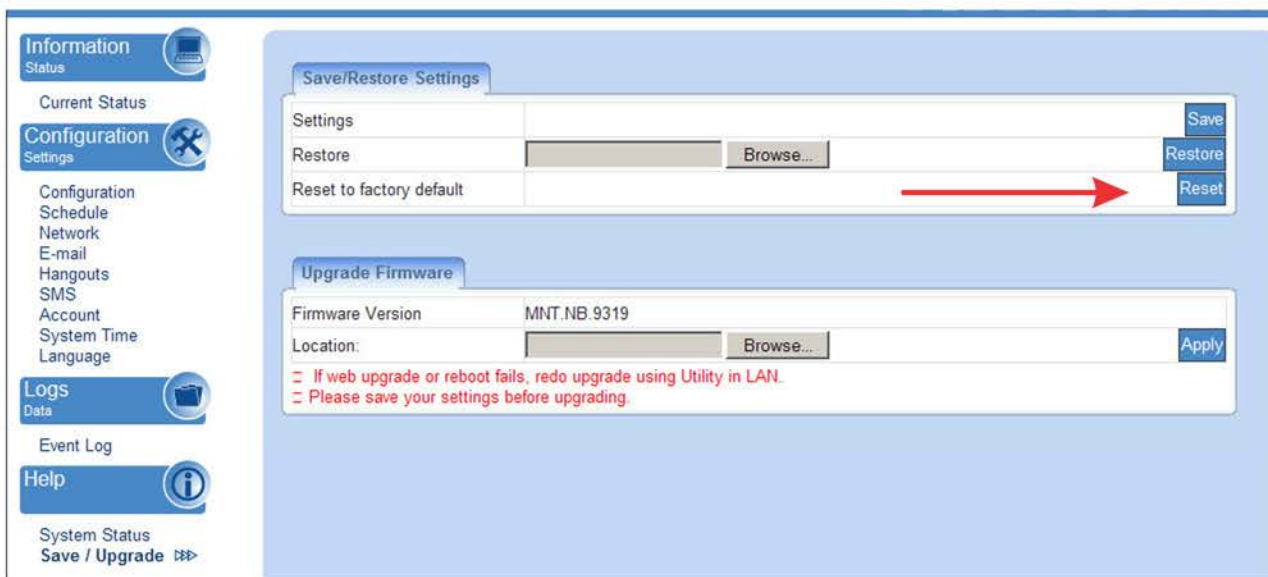 Information
Status
Current Status
Configuration
Settings
Configuration
Schedule
Network
E-mail
Hangouts
SMS
Account
System Time
Language
Logs
Data
Event Log
Help
System Status
Save / Upgrade
Save/Restore Settings
Settings Save
Restore Browse... Restore
Reset to factory default Reset
Upgrade Firmware
Firmware Version MNT.NB.9319
Location: Browse... Apply
If web upgrade or reboot fails, redo upgrade using Utility in LAN.
Please save your settings before upgrading.